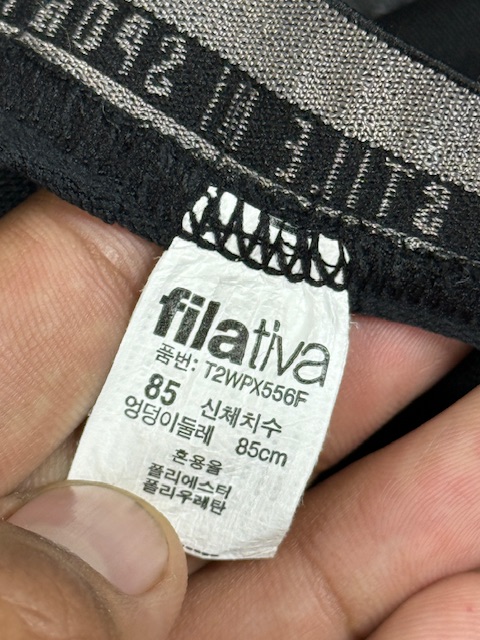 filativa
품번: T2WPX556F
85 신체치수
엉덩이둘레 85cm
혼용율
폴리에스터
폴리우레탄